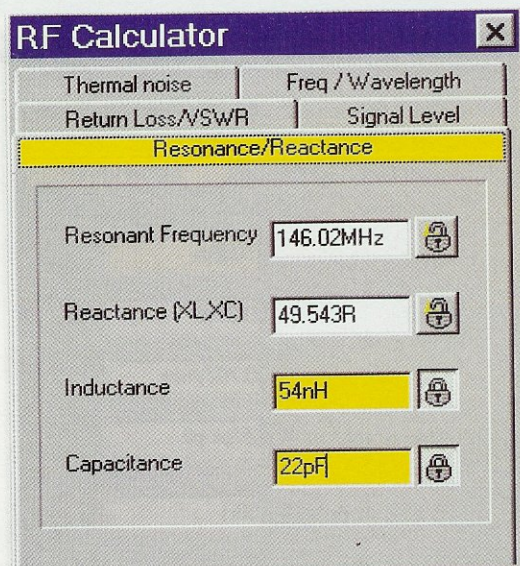 RF Calculator
Thermal noise Freq / Wavelength
Return Loss/VSWR Signal Level
Resonance/Reactance
Resonant Frequency 146.02MHz
Reactance (XL,XC) 49.543R
Inductance 54nH
Capacitance 22pF